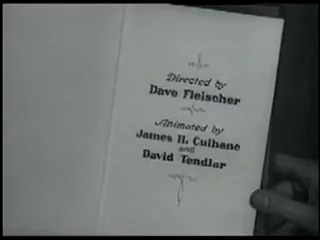 Directed by
Dave Fleischer
Animated by
James H. Culhane
and
David Tendlar